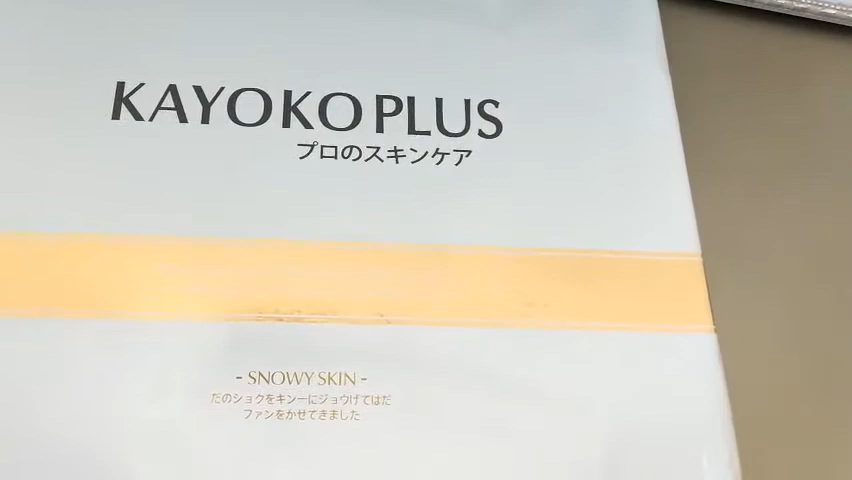 KAYOKO PLUS
プロのスキンケア
- SNOWY SKIN -
だのショクをキンーにジョウげてはだ
ファンをかせてきました